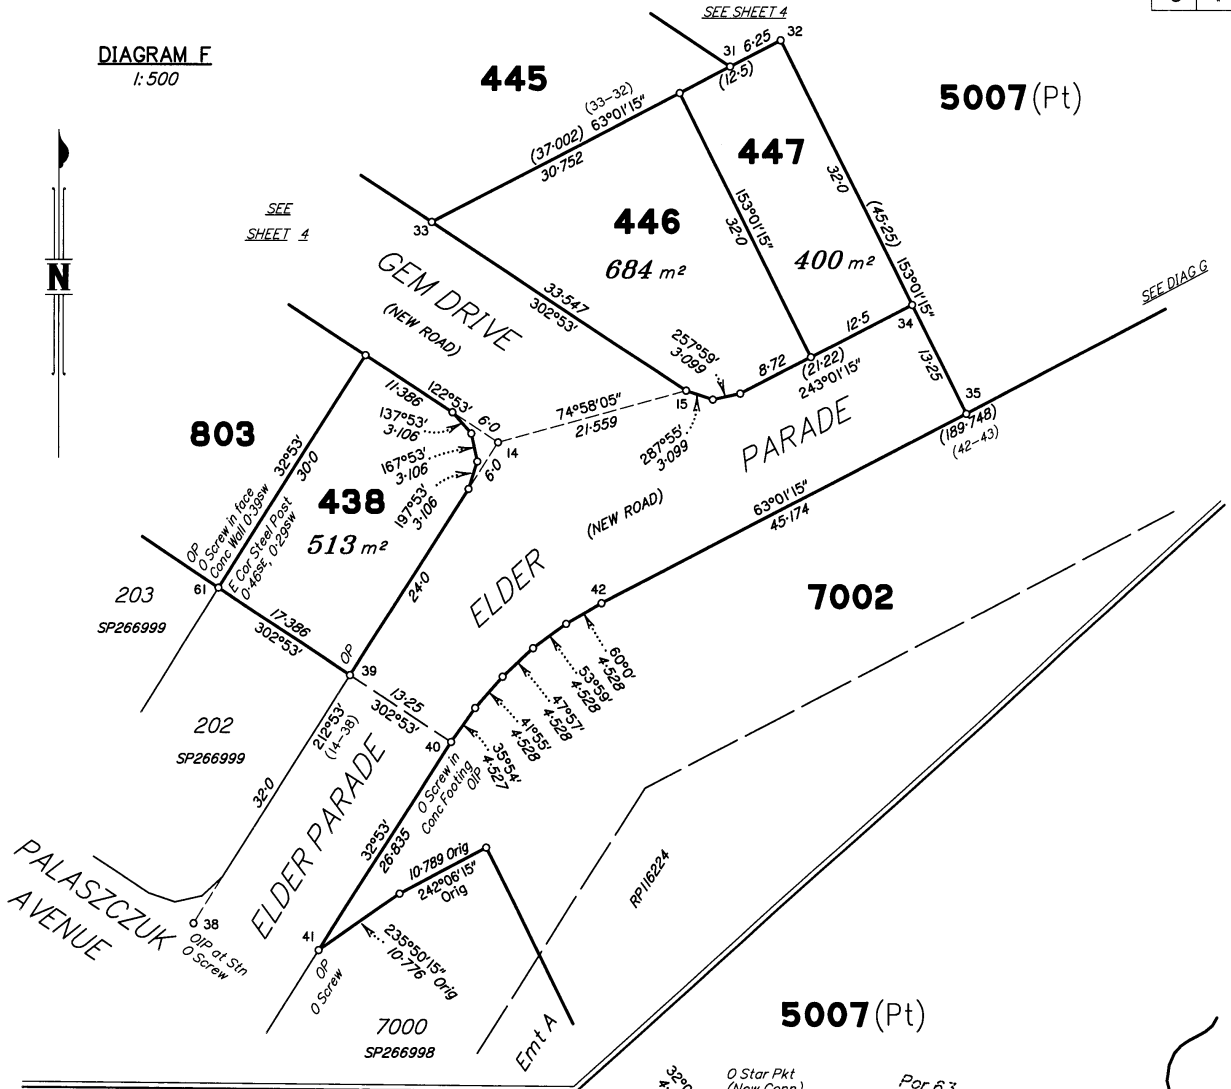 DIAGRAM F
1:500
N
SEE SHEET 4
445
5007 (Pt)
31
6·25
32
(12·5)
(33-32)
(37·002) 63°01'15"
30·752
447
32·0
(45·25) 153°01'15"
400 m²
153°01'15"
32·0
446
684 m²
SEE
SHEET 4
33
GEM DRIVE
(NEW ROAD)
33·547
302°53'
257°59'
3·099
8·72
12·5
(21·22)
243°01'15"
34
13·25
SEE DIAG G
35
(189·748)
(42-43)
15
74°58'05"
21·559
287°55'
3·099
PARADE
11·386
122°53'
6·0
137°53'
3·106
14
167°53'
3·106
6·0
197°53'
3·106
803
32°53'
30·0
438
513 m²
OP
0 Screw in face
Conc Wall 0·39SW
E Cor Steel Post
0·46SE, 0·29SW
24·0
61
17·386
302°53'
OP
39
203
SP266999
202
SP266999
ELDER
(NEW ROAD)
63°01'15"
45·174
42
60°0'
4·528
53°59'
4·528
47°57'
4·528
41°55'
4·528
35°54'
4·527
7002
13·25
302°53'
40
0 Screw in
Conc Footing
OIP
212°53'
(14-38)
32·0
ELDER PARADE
32°53'
26·835
PALASZCZUK
AVENUE
38
OIP at Stn
0 Screw
10·789 Orig
242°06'15"
Orig
235°50'15"
10·776 Orig
41
OP
0 Screw
7000
SP266998
Emt A
RP116224
5007 (Pt)
0 Star Pkt
(New Conn)
Por 63